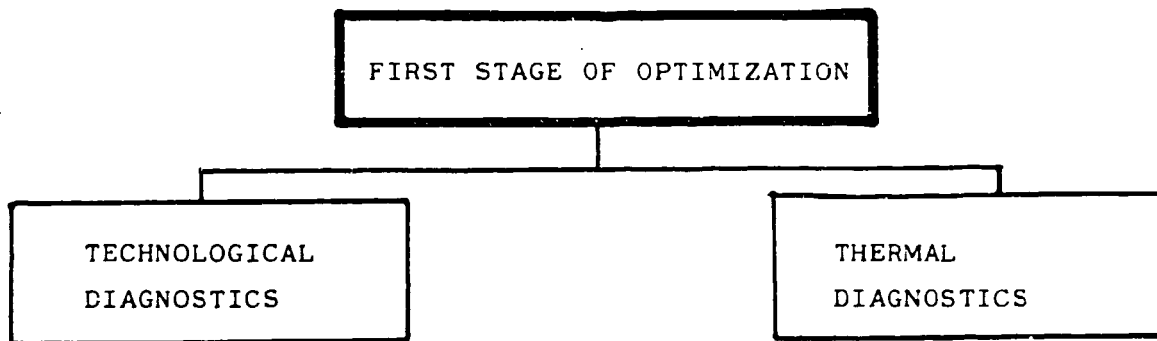 FIRST STAGE OF OPTIMIZATION
TECHNOLOGICAL
DIAGNOSTICS
THERMAL
DIAGNOSTICS